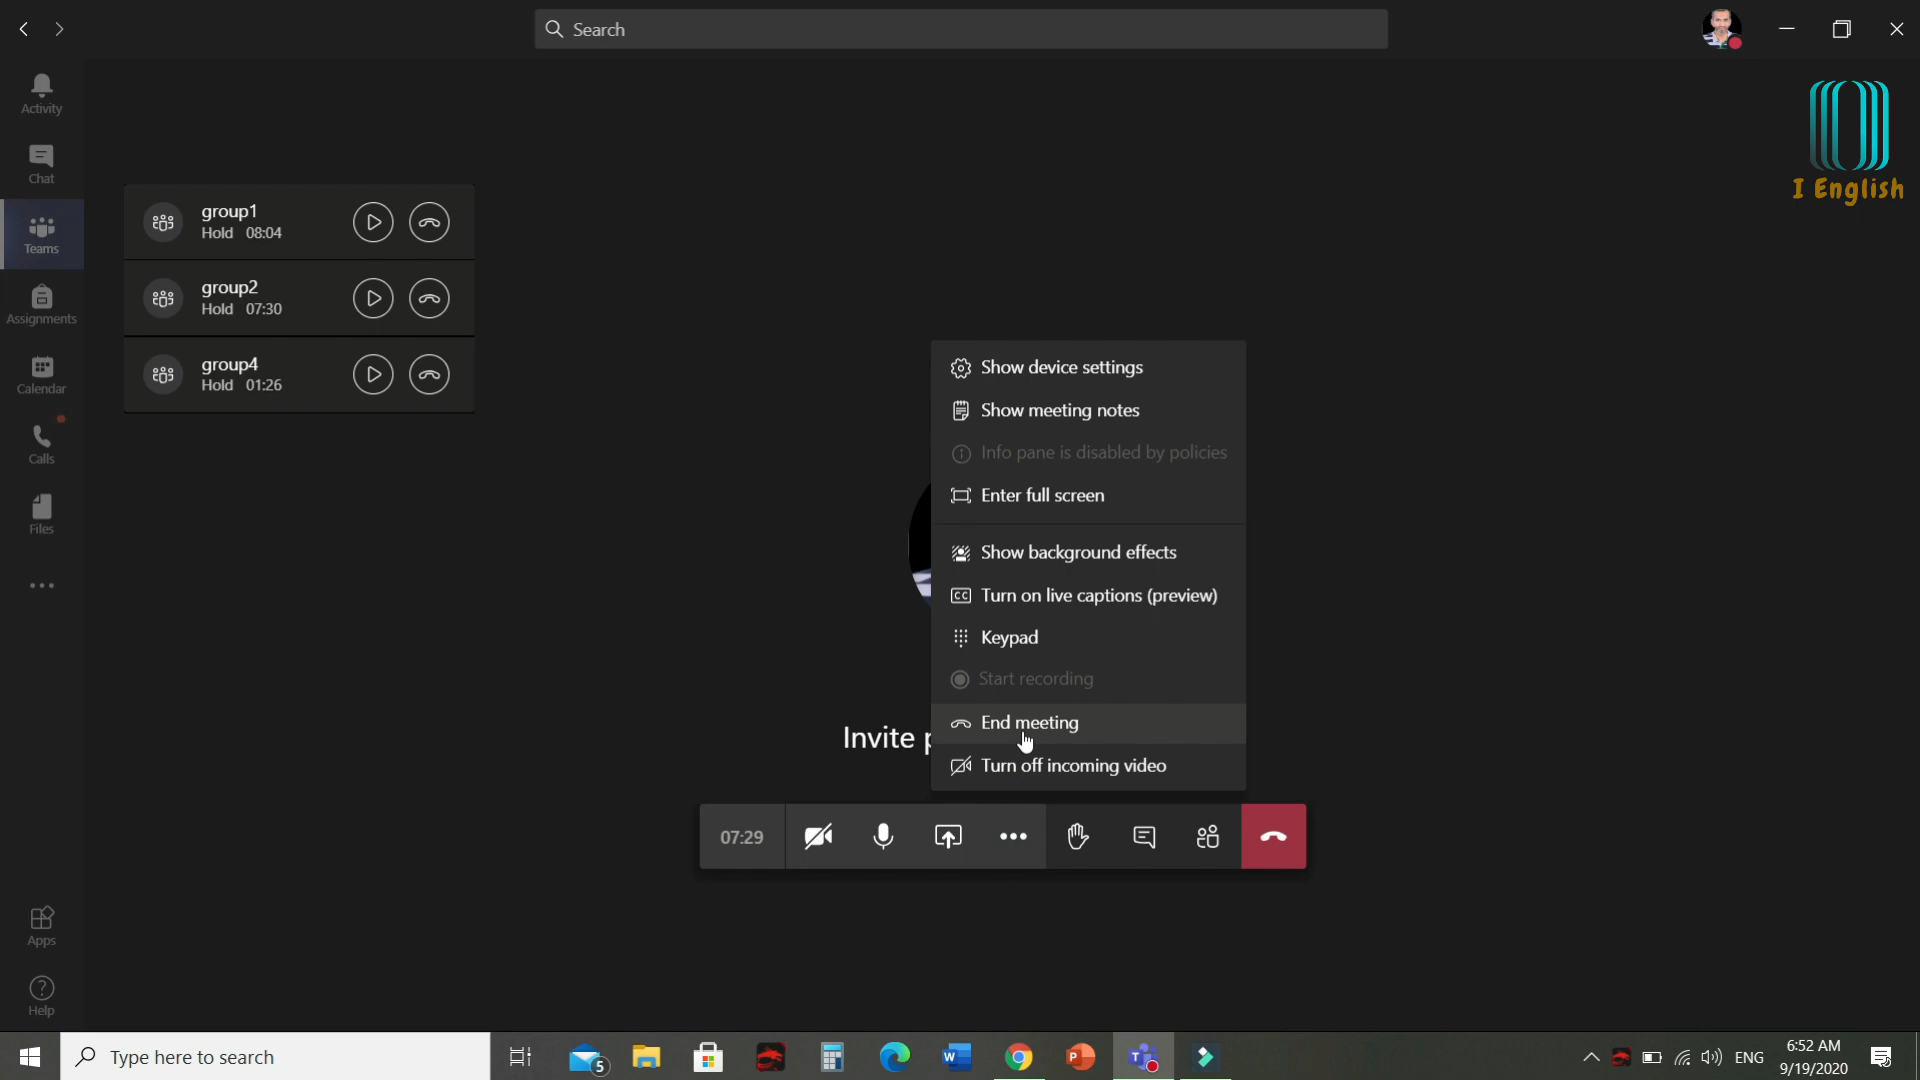 Search
Activity
Chat
Teams
Assignments
Calendar
Calls
Files
Apps
Help
I English
group1
Hold 08:04
group2
Hold 07:30
group4
Hold 01:26
Show device settings
Show meeting notes
Info pane is disabled by policies
Enter full screen
Show background effects
CC Turn on live captions (preview)
Keypad
Start recording
End meeting
Turn off incoming video
Invite
07:29
Type here to search
5
W
P
T
ENG
6:52 AM
9/19/2020